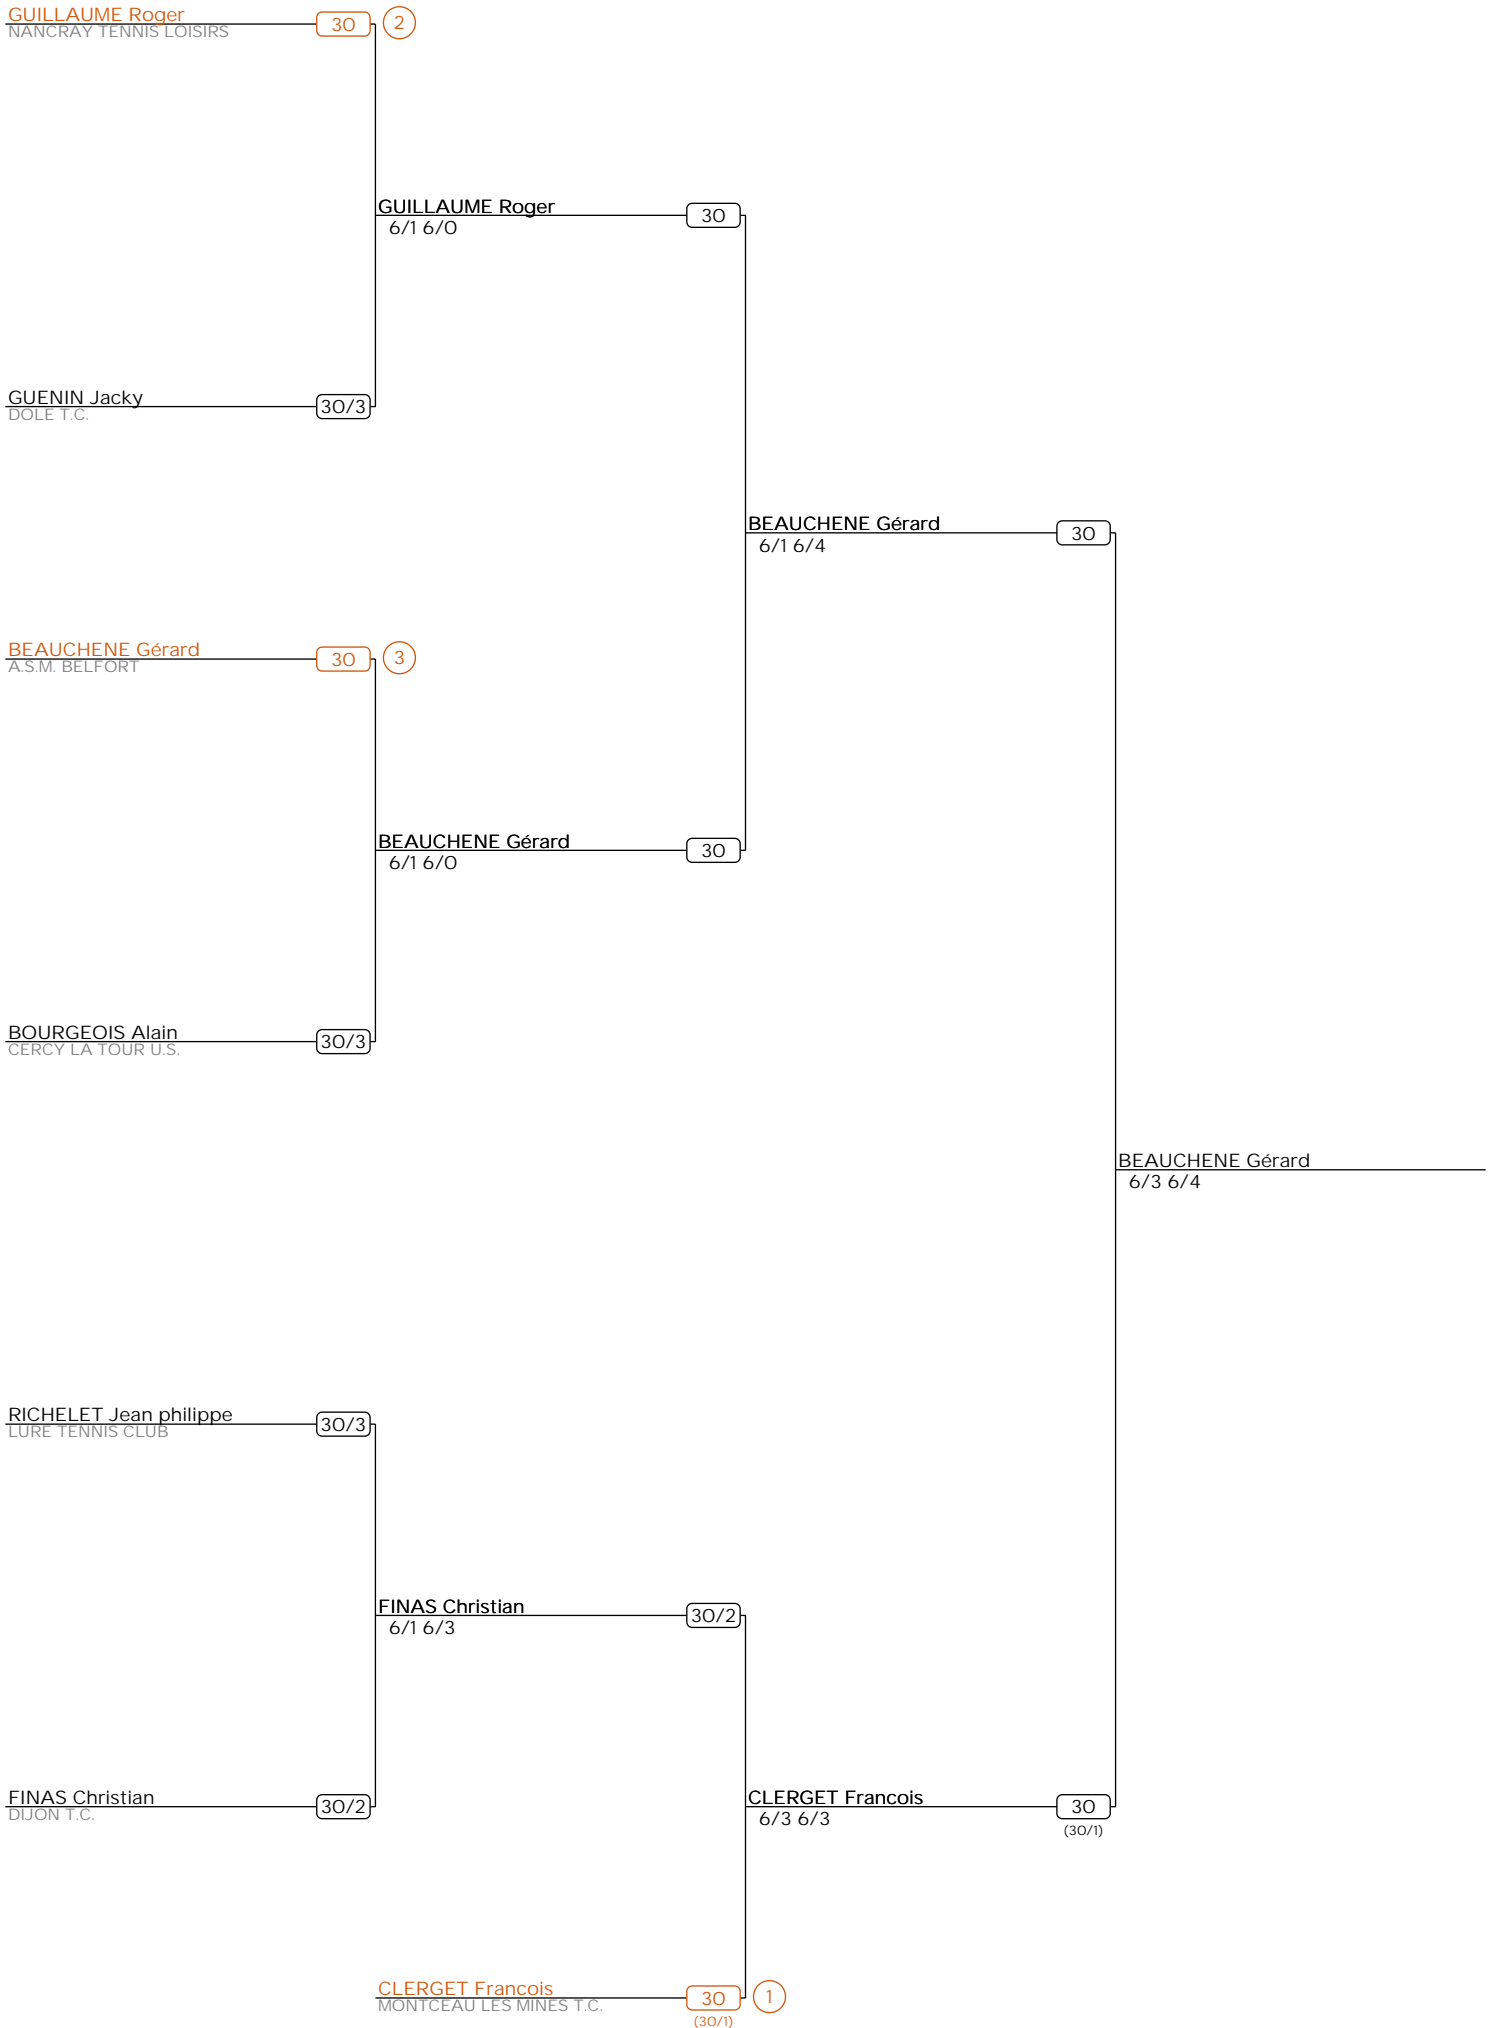 GUILLAUME Roger
NANCRAY TENNIS LOISIRS
30
2
GUILLAUME Roger
6/1 6/0
30
GUENIN Jacky
DOLE T.C.
30/3
BEAUCHENE Gérard
6/1 6/4
30
BEAUCHENE Gérard
A.S.M. BELFORT
30
3
BEAUCHENE Gérard
6/1 6/0
30
BOURGEOIS Alain
CERCY LA TOUR U.S.
30/3
BEAUCHENE Gérard
6/3 6/4
RICHELET Jean philippe
LURE TENNIS CLUB
30/3
FINAS Christian
6/1 6/3
30/2
FINAS Christian
DIJON T.C.
30/2
CLERGET Francois
6/3 6/3
30
(30/1)
CLERGET Francois
MONTCEAU LES MINES T.C.
30
(30/1)
1